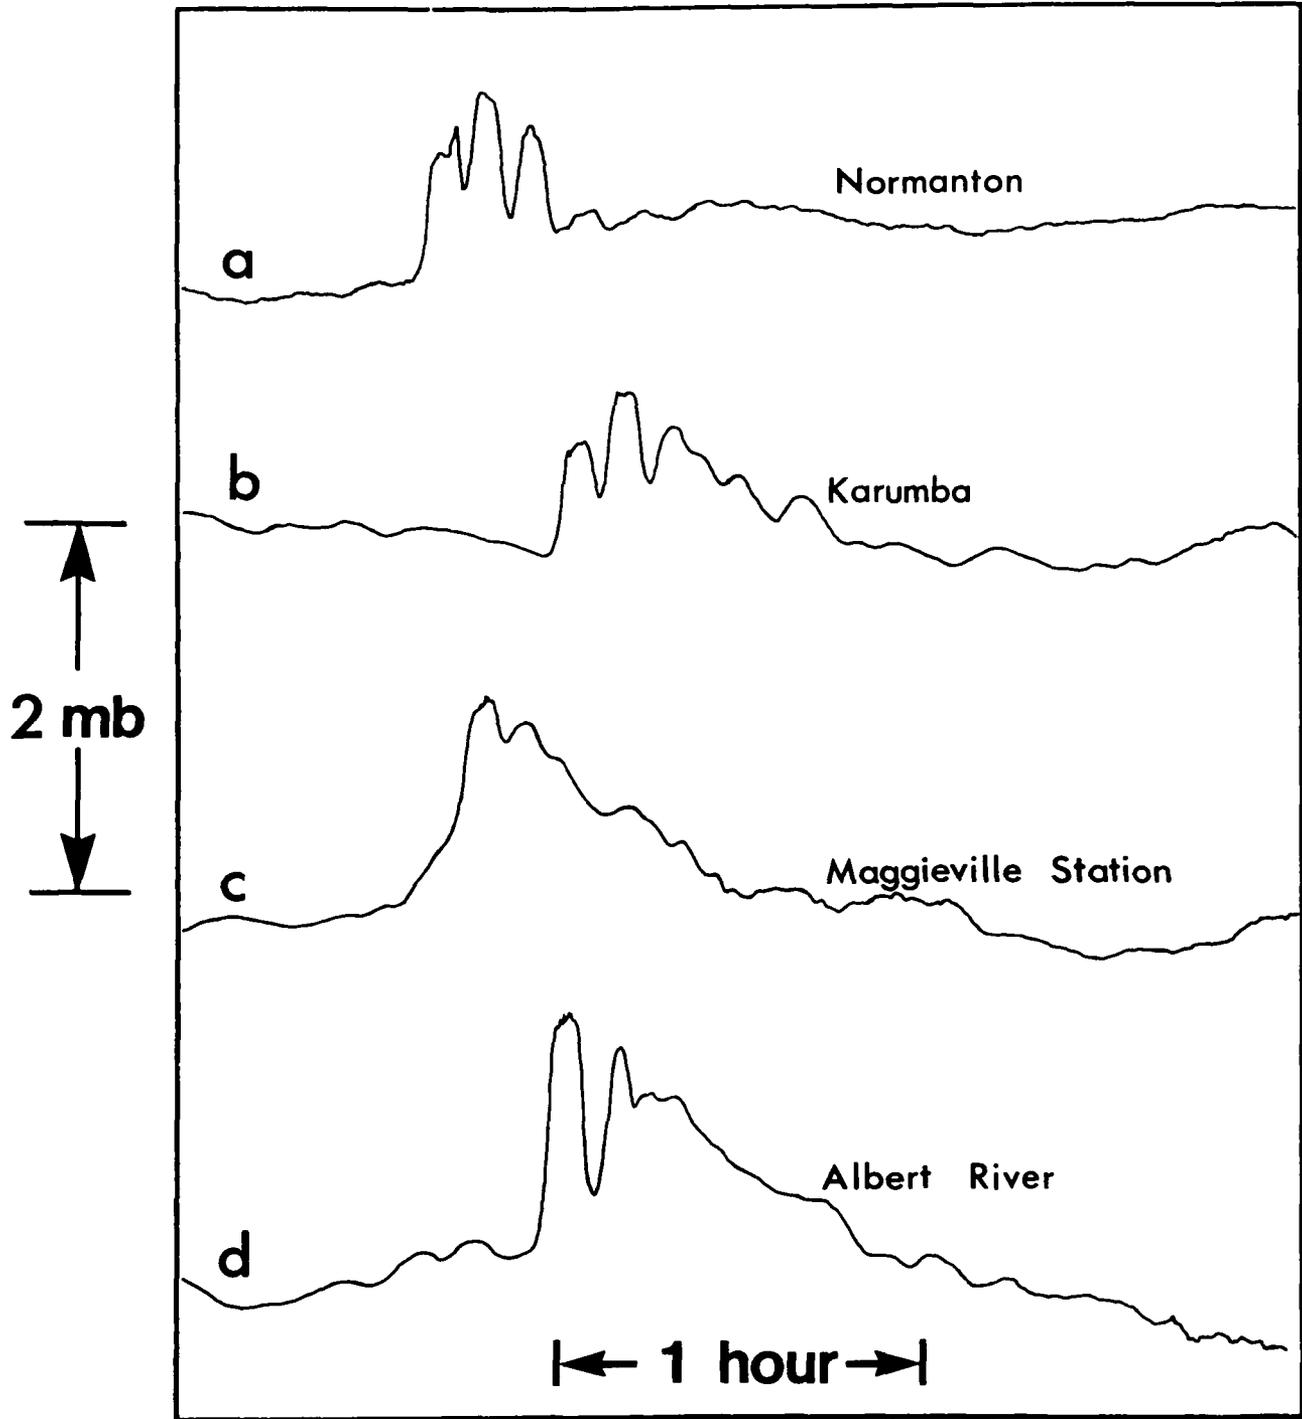 Normanton
a
b
Karumba
2 mb
c
Maggieville Station
Albert River
d
1 hour